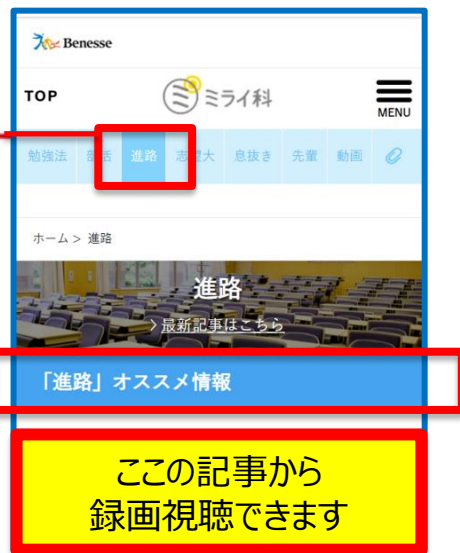 Benesse
TOP
ミライ科
MENU
勉強法 部活 進路 志望大 息抜き 先輩 動画
ホーム > 進路
進路
> 最新記事はこちら
「進路」オススメ情報
ここの記事から
録画視聴できます